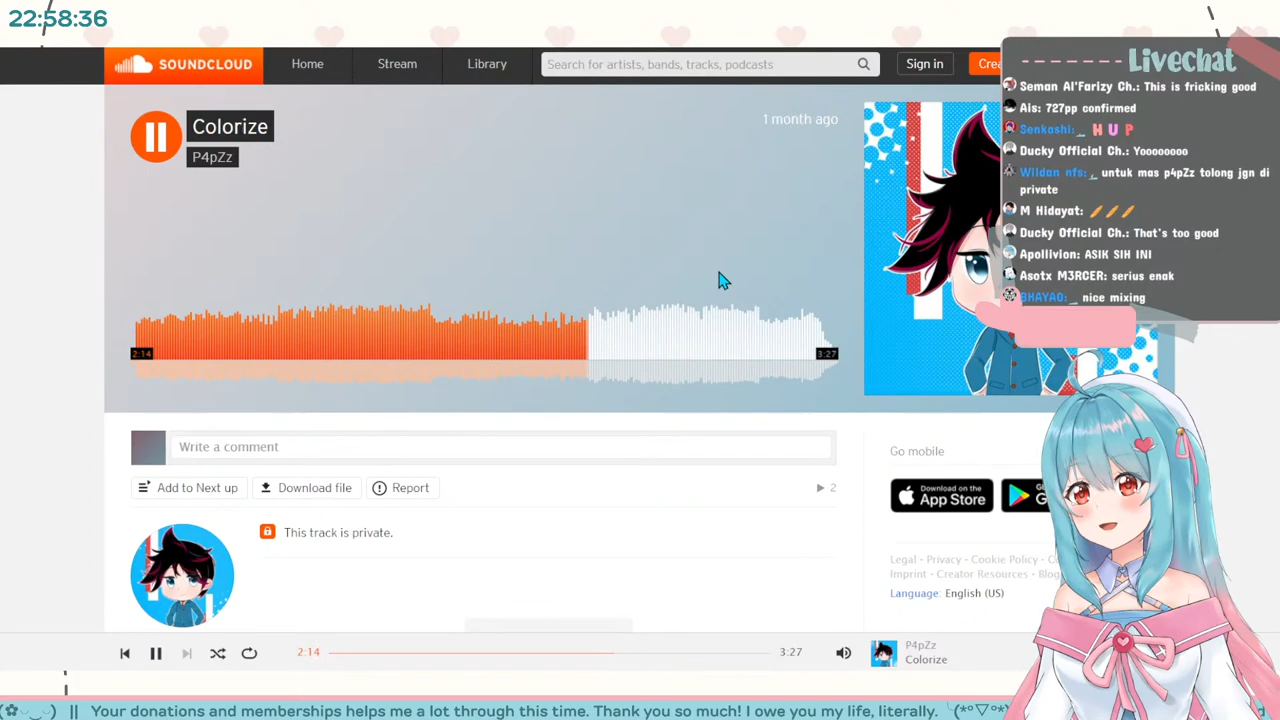 22:58:36
SOUNDCLOUD
Home
Stream
Library
Search for artists, bands, tracks, podcasts
Sign in
Colorize
P4pZz
1 month ago
2:14
3:27
Livechat
Seman Al'Farizy Ch.: This is fricking good
Ais: 727pp confirmed
Senkoshi: H U P
Ducky Official Ch.: Yoooooooo
Wildan nfs: untuk mas p4pZz tolong jgn di
private
M Hidayat: 🥖🥖🥖
Ducky Official Ch.: That's too good
Apollivion: ASIK SIH INI
Asotx M3RCER: serius enak
BHAYAO: nice mixing
Write a comment
Add to Next up
Download file
Report
2
This track is private.
Go mobile
Download on the
App Store
Legal - Privacy - Cookie Policy -
Imprint - Creator Resources - Blog
Language: English (US)
2:14
3:27
P4pZz
Colorize
|| Your donations and memberships helps me a lot through this time. Thank you so much! I owe you my life, literally. (*°▽°*)